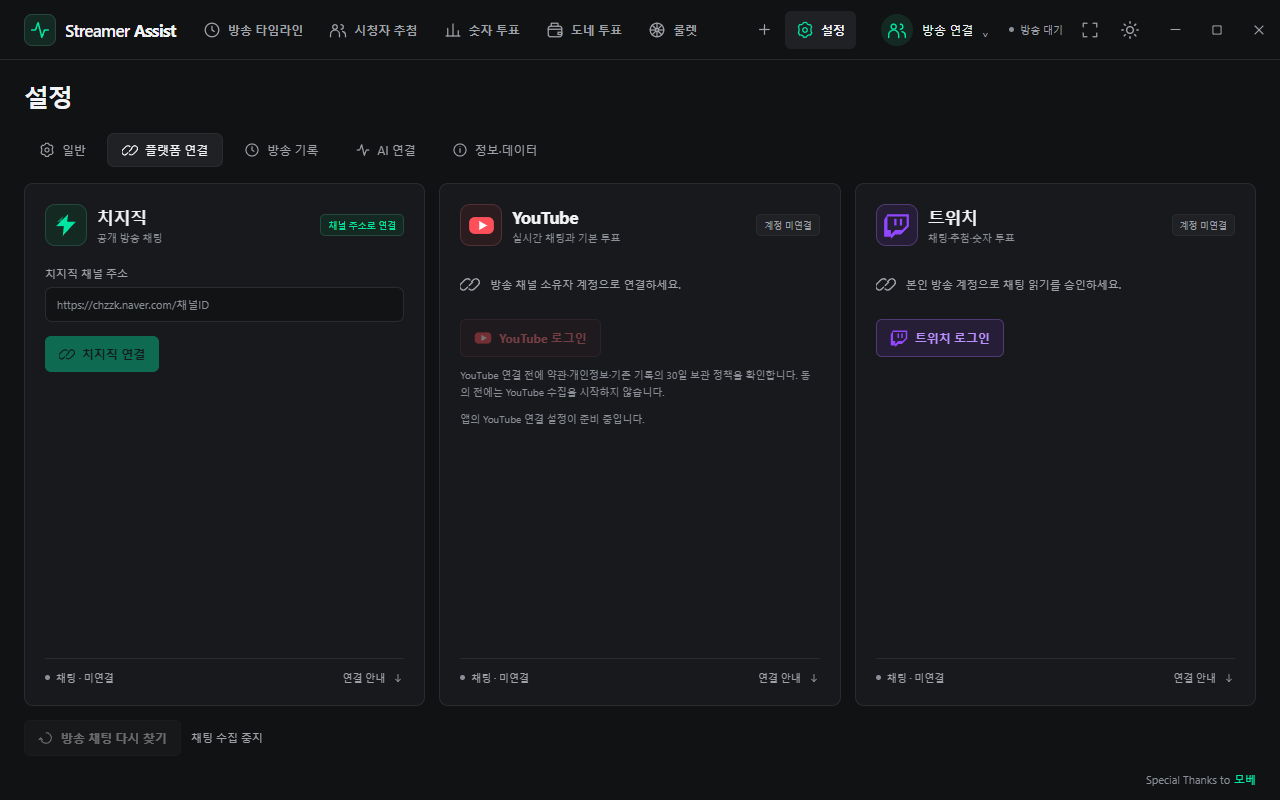 Streamer Assist
방송 타임라인
시청자 추첨
숫자 투표
도네 투표
룰렛
설정
방송 연결
방송 대기
설정
일반
플랫폼 연결
방송 기록
AI 연결
정보·데이터
치지직
공개 방송 채팅
채널 주소로 연결
치지직 채널 주소
https://chzzk.naver.com/채널ID
치지직 연결
채팅 · 미연결
연결 안내 ↓
YouTube
실시간 채팅과 기본 투표
계정 미연결
방송 채널 소유자 계정으로 연결하세요.
YouTube 로그인
YouTube 연결 전에 약관·개인정보·기존 기록의 30일 보관 정책을 확인합니다. 동
의 전에는 YouTube 수집을 시작하지 않습니다.
앱의 YouTube 연결 설정이 준비 중입니다.
채팅 · 미연결
연결 안내 ↓
트위치
채팅·추첨·숫자 투표
계정 미연결
본인 방송 계정으로 채팅 읽기를 승인하세요.
트위치 로그인
채팅 · 미연결
연결 안내 ↓
방송 채팅 다시 찾기
채팅 수집 중지
Special Thanks to 모베